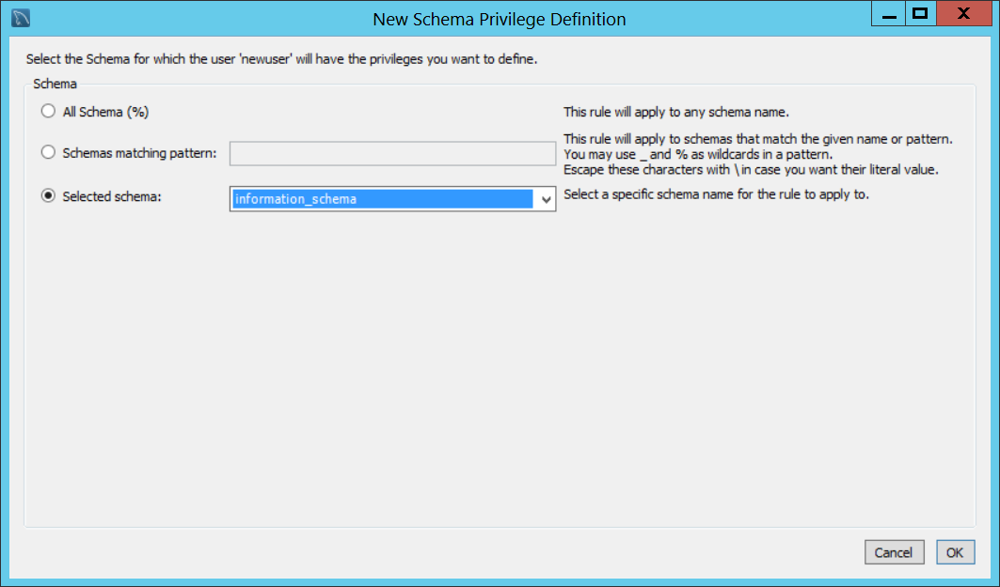 New Schema Privilege Definition
Select the Schema for which the user 'newuser' will have the privileges you want to define.
Schema
All Schema (%)
This rule will apply to any schema name.
Schemas matching pattern:
This rule will apply to schemas that match the given name or pattern.
You may use _ and % as wildcards in a pattern.
Escape these characters with \ in case you want their literal value.
Selected schema:
information_schema
Select a specific schema name for the rule to apply to.
Cancel
OK